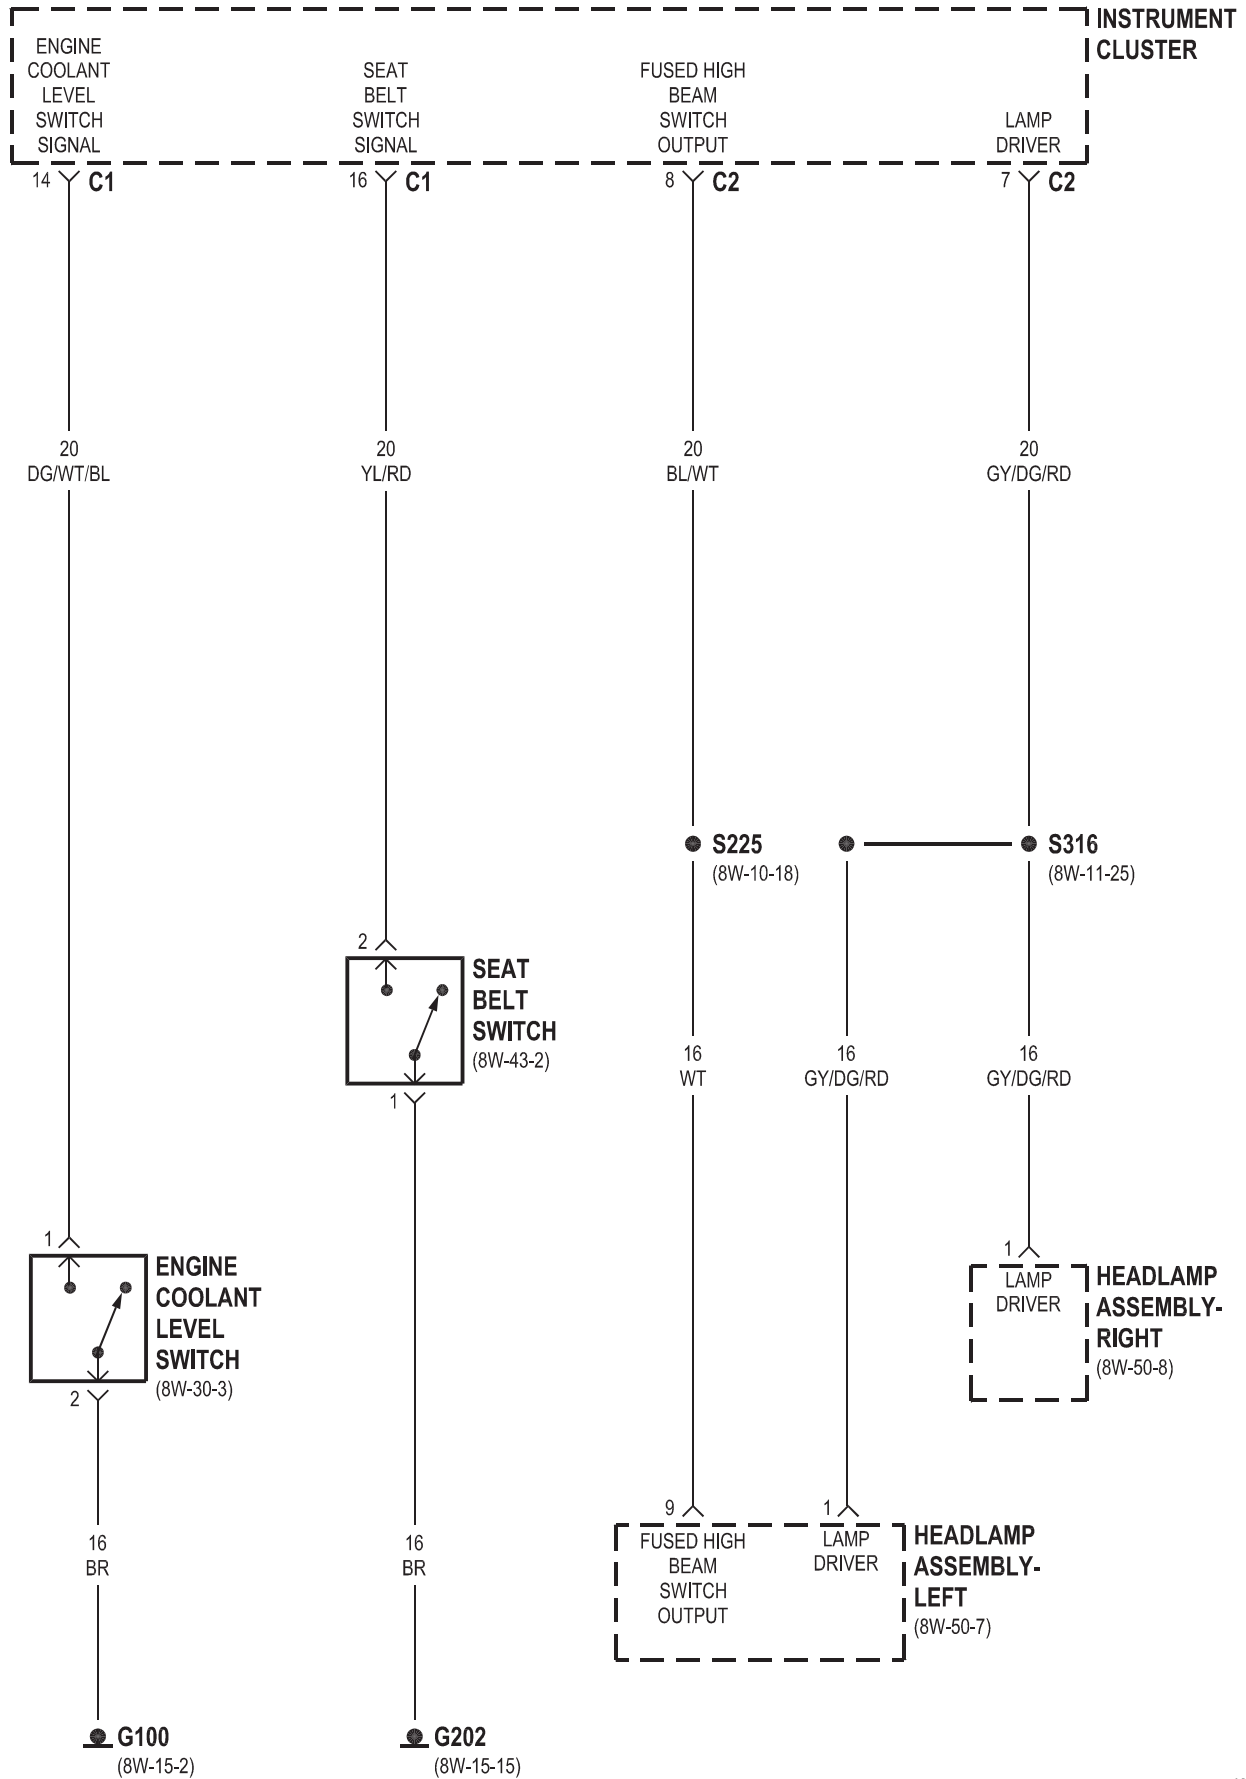 INSTRUMENT
CLUSTER
ENGINE
COOLANT
LEVEL
SWITCH
SIGNAL
SEAT
BELT
SWITCH
SIGNAL
FUSED HIGH
BEAM
SWITCH
OUTPUT
LAMP
DRIVER
14 C1
16 C1
8 C2
7 C2
20
DG/WT/BL
20
YL/RD
20
BL/WT
20
GY/DG/RD
S225
(8W-10-18)
S316
(8W-11-25)
2
SEAT
BELT
SWITCH
(8W-43-2)
1
16
WT
16
GY/DG/RD
16
GY/DG/RD
1
ENGINE
COOLANT
LEVEL
SWITCH
(8W-30-3)
2
1
LAMP
DRIVER
HEADLAMP
ASSEMBLY-
RIGHT
(8W-50-8)
9
1
FUSED HIGH
BEAM
SWITCH
OUTPUT
LAMP
DRIVER
HEADLAMP
ASSEMBLY-
LEFT
(8W-50-7)
16
BR
16
BR
G100
(8W-15-2)
G202
(8W-15-15)